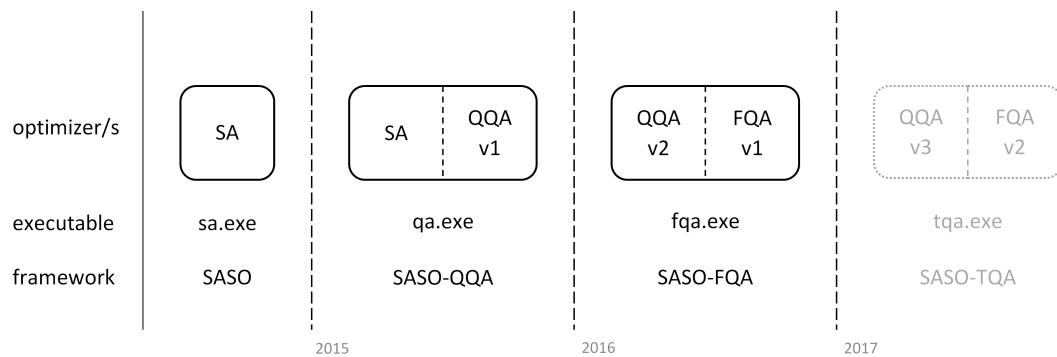 optimizer/s
SA
SA
QQA
v1
QQA
v2
FQA
v1
QQA
v3
FQA
v2
executable
sa.exe
qa.exe
fqa.exe
tqa.exe
framework
SASO
SASO-QQA
SASO-FQA
SASO-TQA
2015
2016
2017